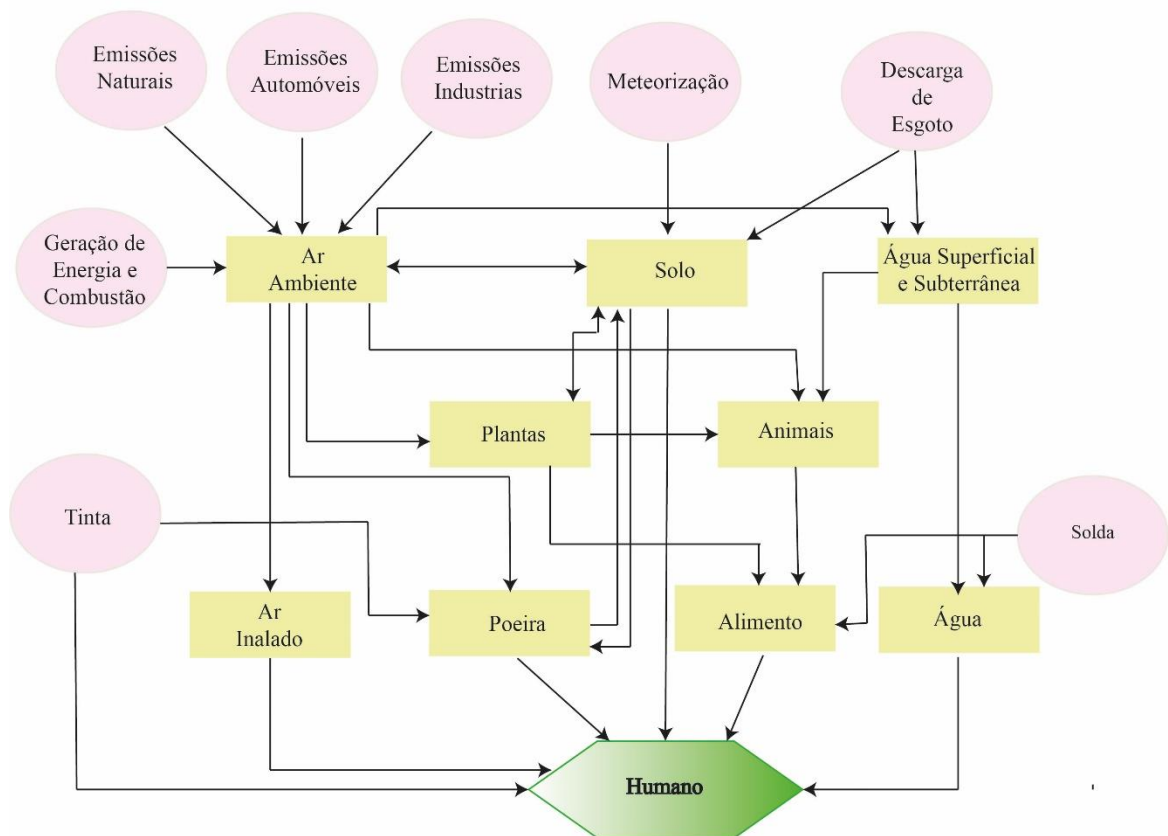 Emissões
Naturais
Emissões
Automóveis
Emissões
Industrias
Meteorização
Descarga
de
Esgoto
Geração de
Energia e
Combustão
Ar
Ambiente
Solo
Água Superficial
e Subterrânea
Plantas
Animais
Tinta
Solda
Ar
Inalado
Poeira
Alimento
Água
Humano